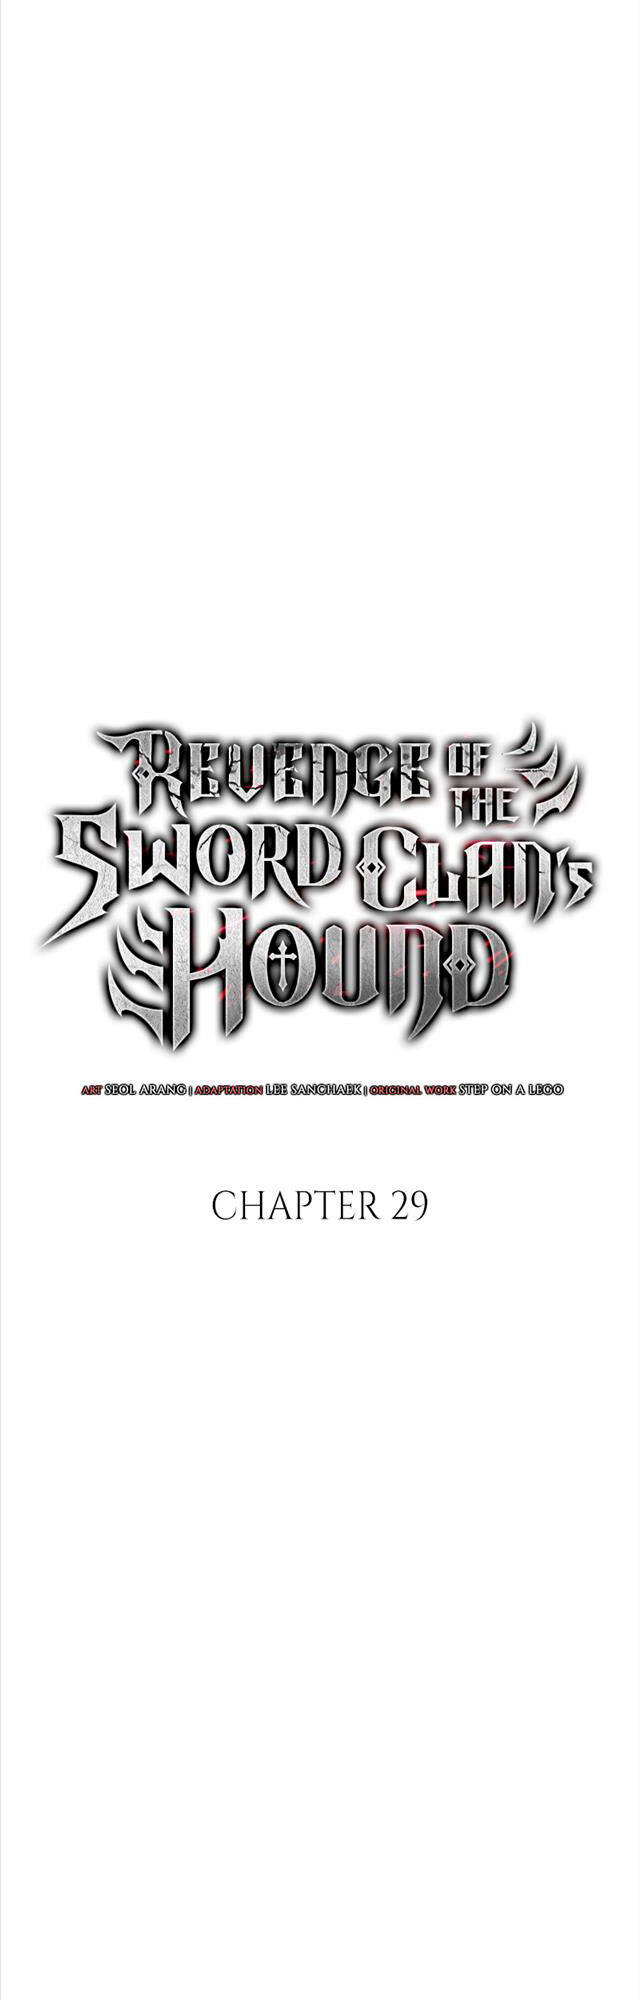 REVENGE OF THE
SWORD CLAN'S
HOUND
ART SEOL ARANG | ADAPTATION LEE SANCHAEK | ORIGINAL WORK STEP ON A LEGO
CHAPTER 29